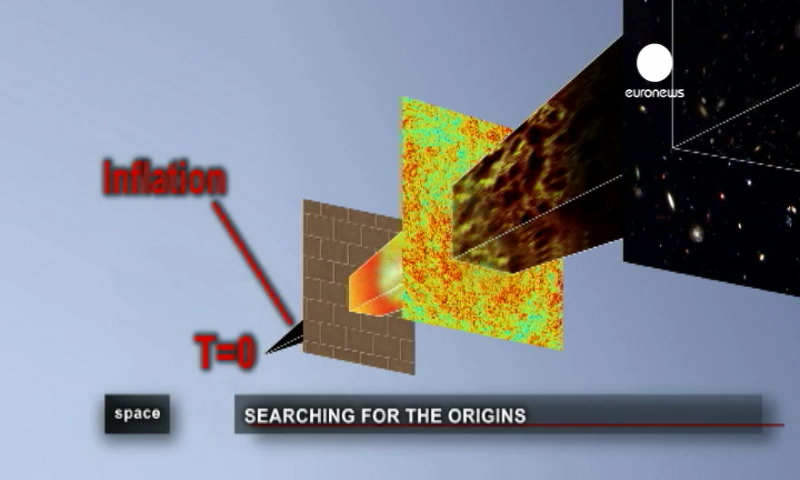 euronews
Inflation
T=0
space
SEARCHING FOR THE ORIGINS